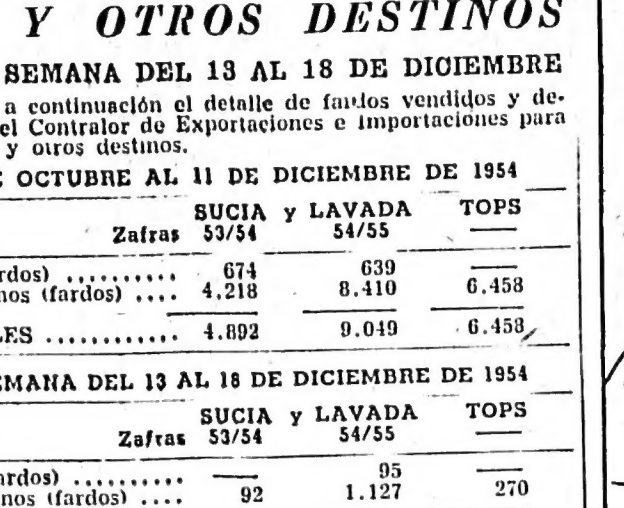 Y OTROS DESTINOS
SEMANA DEL 13 AL 18 DE DICIEMBRE
a continuación el detalle de fardos vendidos y de-
el Contralor de Exportaciones e Importaciones para
y otros destinos.
OCTUBRE AL 11 DE DICIEMBRE DE 1954
SUCIA y LAVADA TOPS
Zafras 53/54 54/55 —
rdos) .......... 674 639 —
nos (fardos) .... 4.218 8.410 6.458
LES ............ 4.892 9.049 6.458
EMANA DEL 13 AL 18 DE DICIEMBRE DE 1954
SUCIA y LAVADA TOPS
Zafras 53/54 54/55 —
ardos) .......... — 95 —
nos (fardos) .... 92 1.127 270